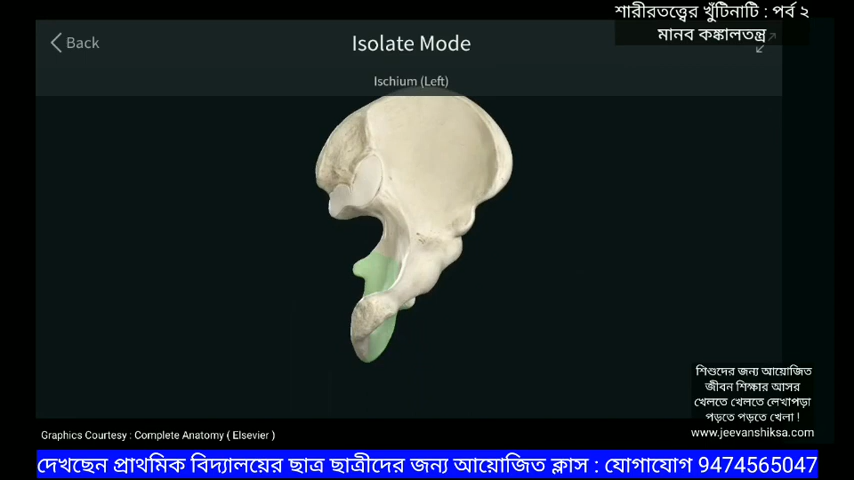 শারীরতত্ত্বের খুঁটিনাটি : পর্ব ২
মানব কঙ্কালতন্ত্র
Back
Isolate Mode
Ischium (Left)
শিশুদের জন্য আয়োজিত
জীবন শিক্ষার আসর
খেলতে খেলতে লেখাপড়া
পড়তে পড়তে খেলা !
www.jeevanshiksa.com
Graphics Courtesy : Complete Anatomy ( Elsevier )
দেখছেন প্রাথমিক বিদ্যালয়ের ছাত্র ছাত্রীদের জন্য আয়োজিত ক্লাস : যোগাযোগ 9474565047